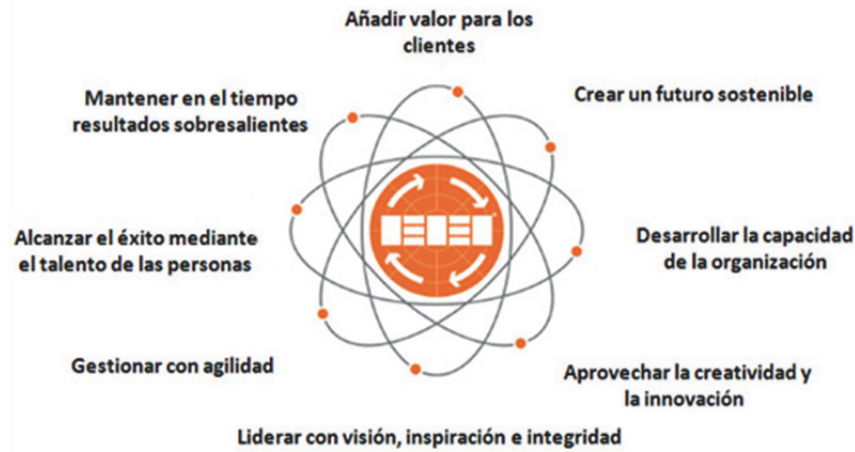 Añadir valor para los
clientes
Crear un futuro sostenible
Mantener en el tiempo
resultados sobresalientes
Alcanzar el éxito mediante
el talento de las personas
Desarrollar la capacidad
de la organización
Gestionar con agilidad
Aprovechar la creatividad y
la innovación
Liderar con visión, inspiración e integridad